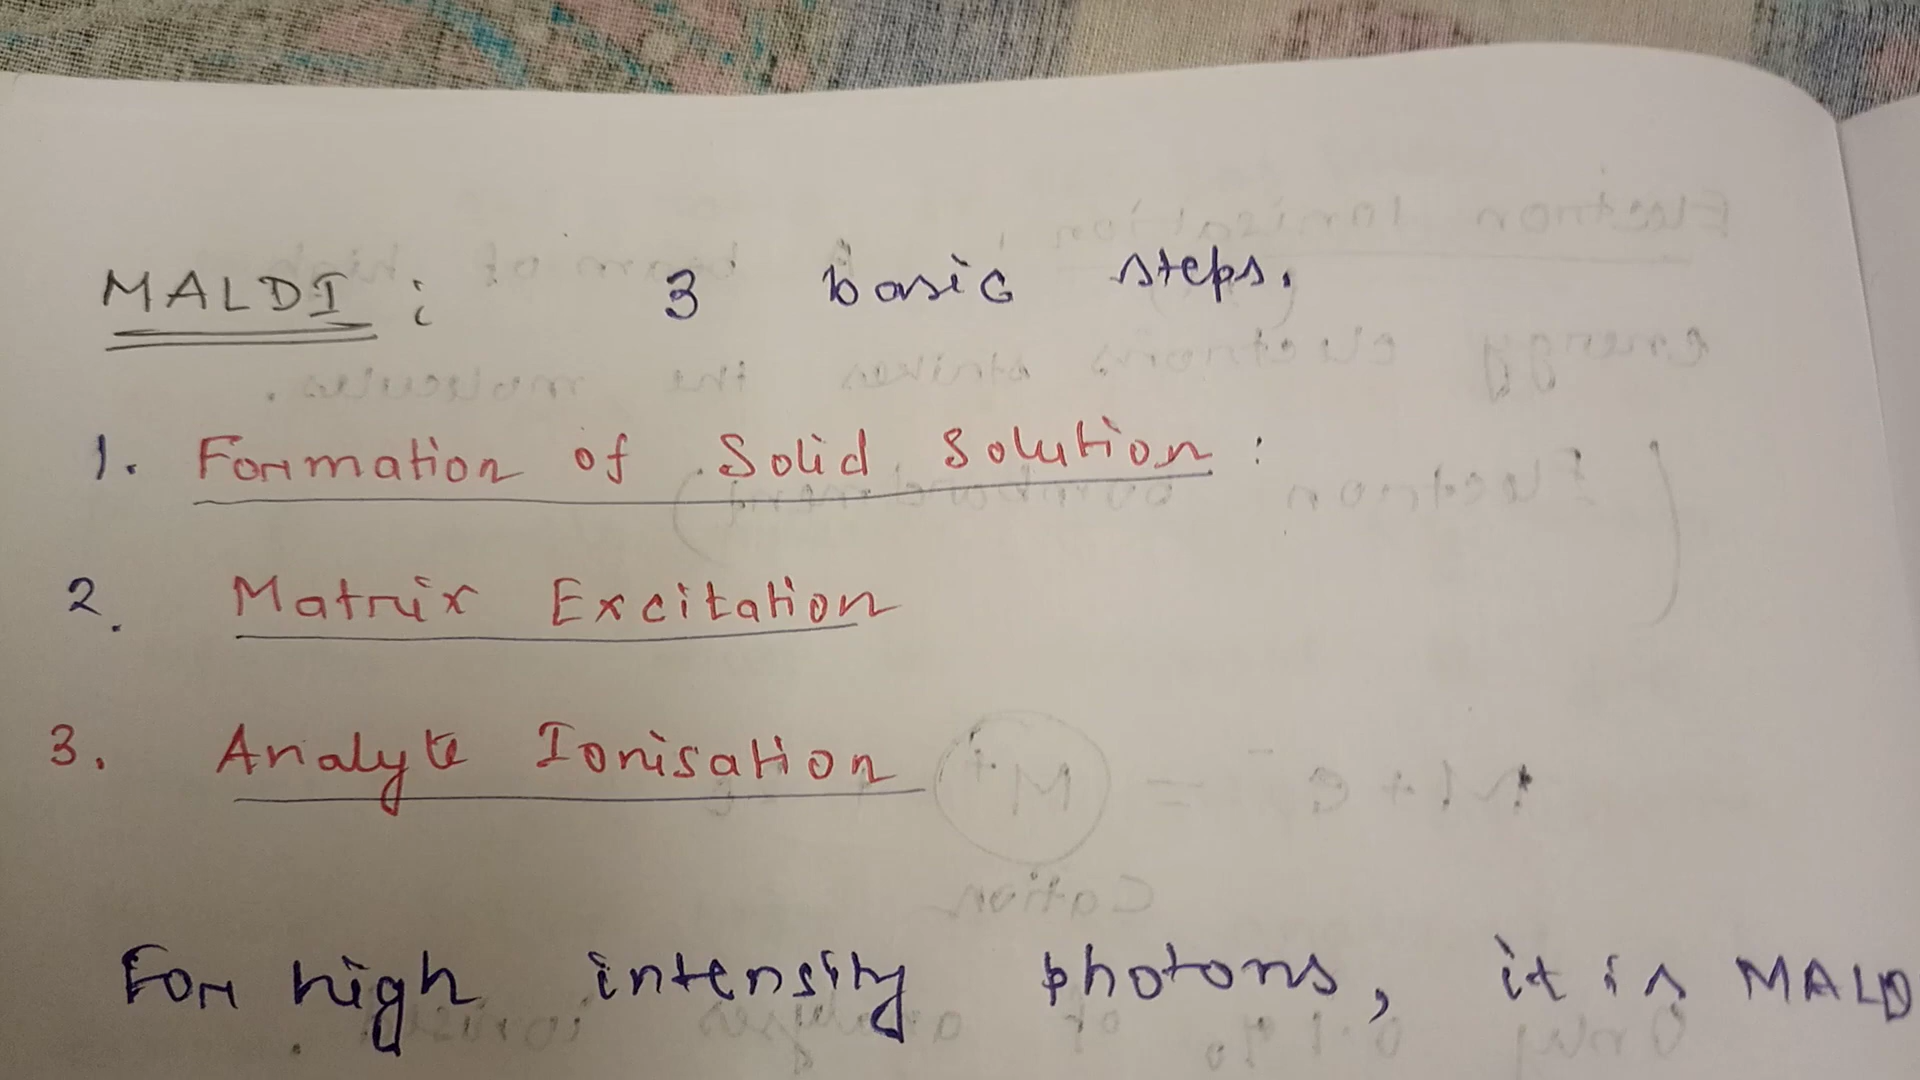 MALDI : 3 basic steps.
1. Formation of Solid Solution :
2. Matrix Excitation
3. Analyte Ionisation
For high intensity photons, it is MALD